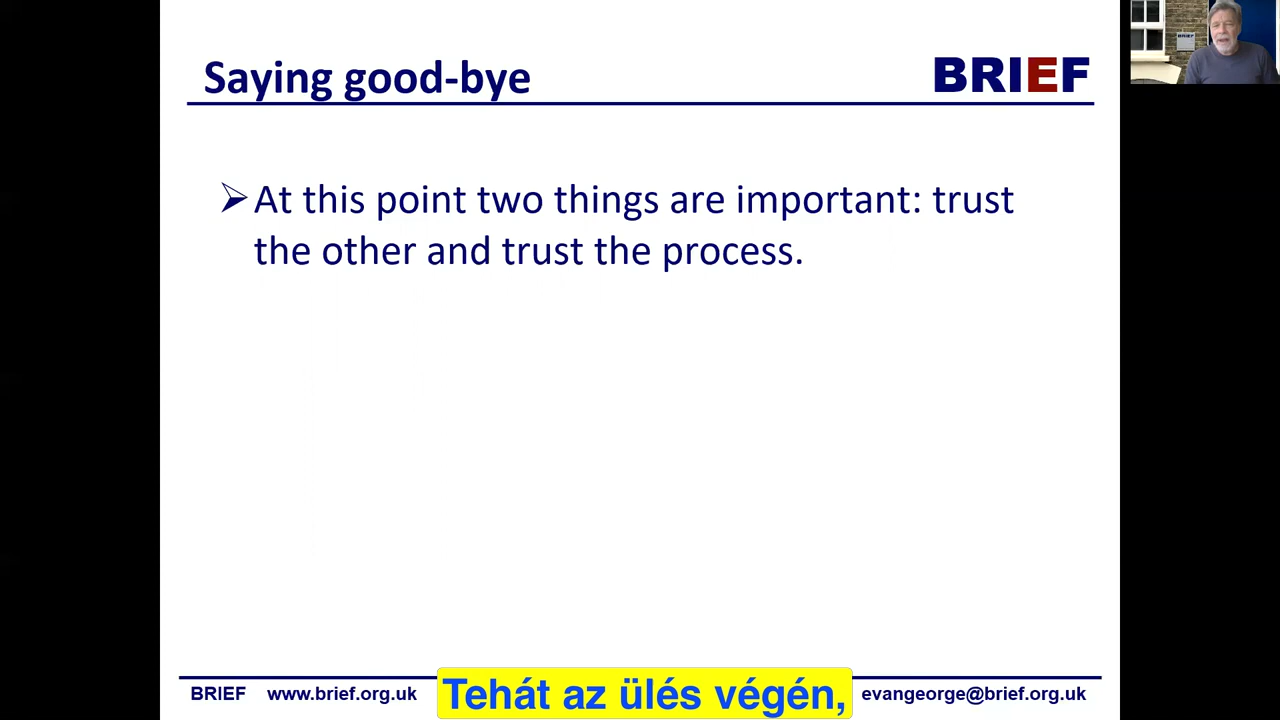 Saying good-bye
BRIEF
BRIEF
➢ At this point two things are important: trust
the other and trust the process.
BRIEF www.brief.org.uk
Tehát az ülés végén,
evangeorge@brief.org.uk